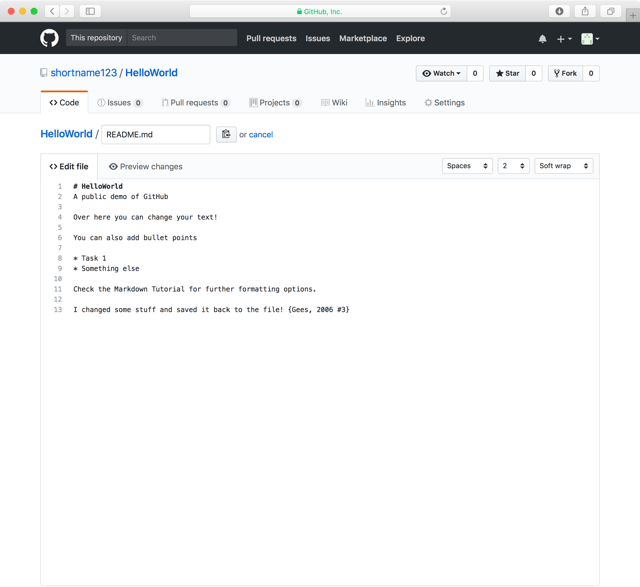 GitHub, Inc.
This repository Search Pull requests Issues Marketplace Explore
shortname123 / HelloWorld Watch 0 Star 0 Fork 0
Code Issues 0 Pull requests 0 Projects 0 Wiki Insights Settings
HelloWorld / README.md or cancel
Edit file Preview changes Spaces 2 Soft wrap
1 # HelloWorld
2 A public demo of GitHub
3
4 Over here you can change your text!
5
6 You can also add bullet points
7
8 * Task 1
9 * Something else
10
11 Check the Markdown Tutorial for further formatting options.
12
13 I changed some stuff and saved it back to the file! {Gees, 2006 #3}